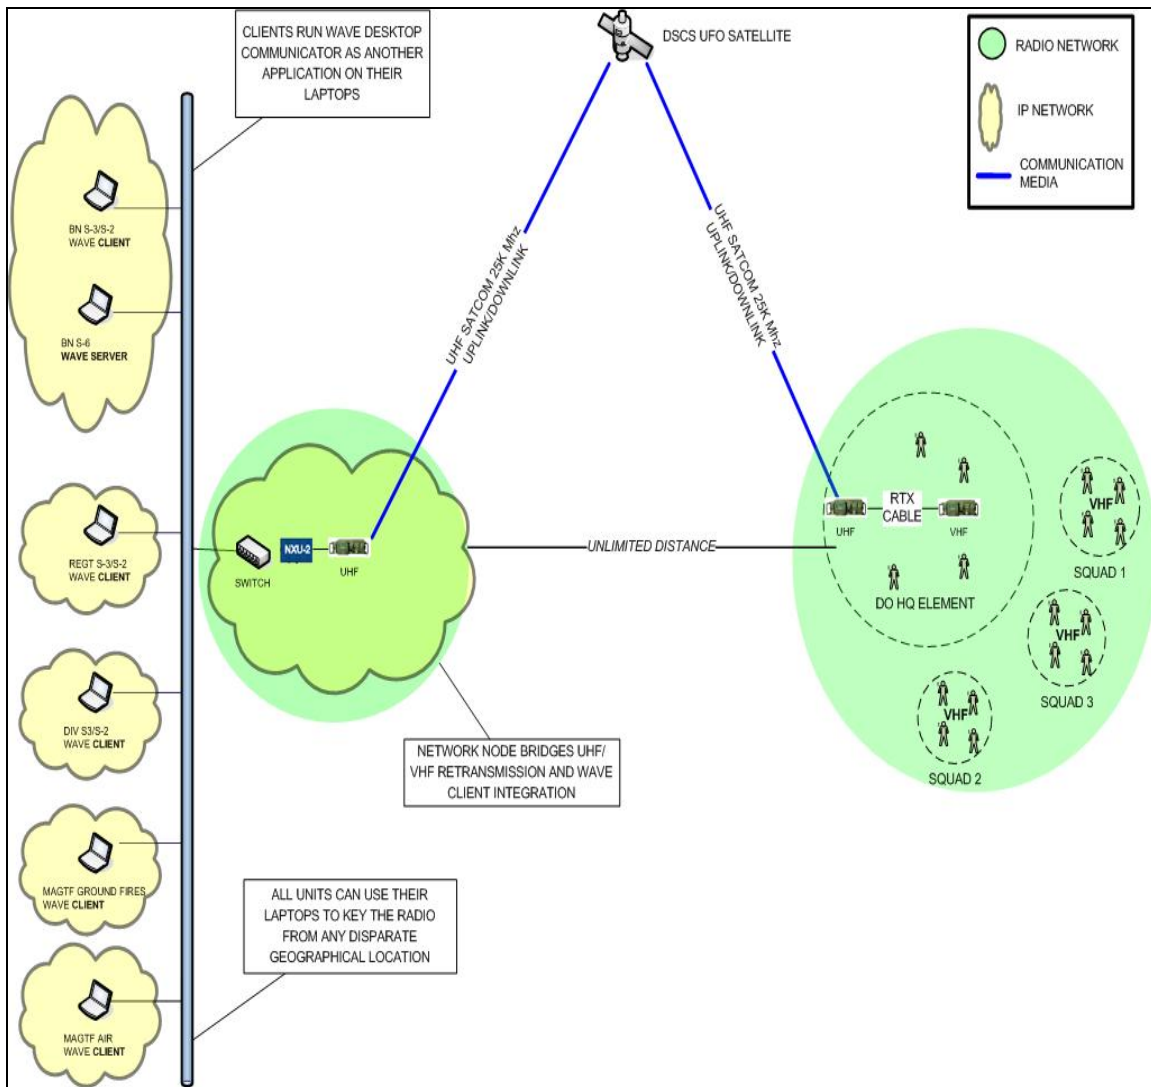 CLIENTS RUN WAVE DESKTOP
COMMUNICATOR AS ANOTHER
APPLICATION ON THEIR
LAPTOPS
DSCS UFO SATELLITE
RADIO NETWORK
IP NETWORK
COMMUNICATION
MEDIA
BN S-3/S-2
WAVE CLIENT
BN S-6
WAVE SERVER
REGT S-3/S-2
WAVE CLIENT
DIV S3/S-2
WAVE CLIENT
MAGTF GROUND FIRES
WAVE CLIENT
MAGTF AIR
WAVE CLIENT
UHF SATCOM 25K Mhz
UPLINK/DOWNLINK
UHF SATCOM 25K Mhz
UPLINK/DOWNLINK
SWITCH
NXU-2
UHF
UNLIMITED DISTANCE
UHF
RTX
CABLE
VHF
DO HQ ELEMENT
VHF
SQUAD 1
VHF
SQUAD 3
VHF
SQUAD 2
NETWORK NODE BRIDGES UHF/
VHF RETRANSMISSION AND WAVE
CLIENT INTEGRATION
ALL UNITS CAN USE THEIR
LAPTOPS TO KEY THE RADIO
FROM ANY DISPARATE
GEOGRAPHICAL LOCATION